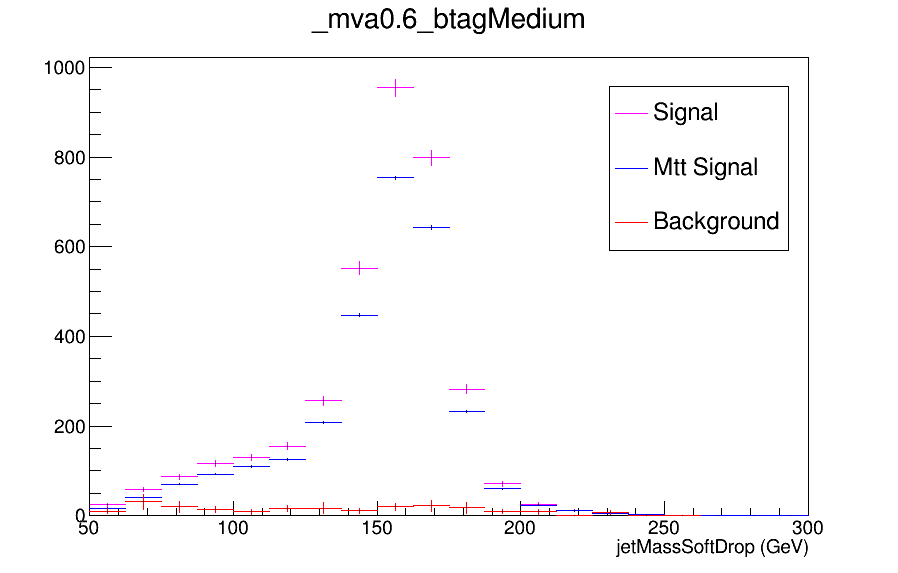 _mva0.6_btagMedium
1000
800
600
400
200
0
Signal
Mtt Signal
Background
50 100 150 200 250 300
jetMassSoftDrop (GeV)